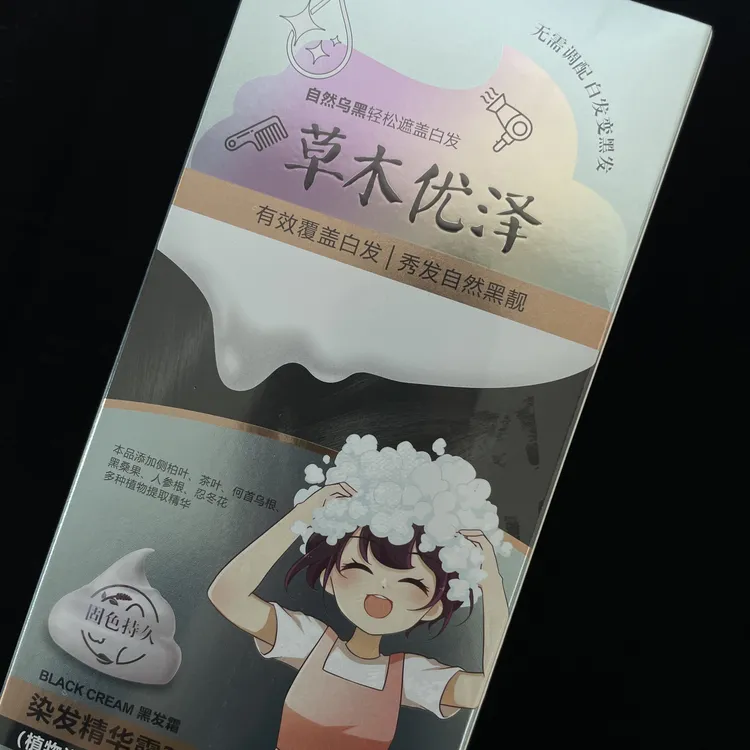 无需调配 白发变黑发
自然乌黑轻松遮盖白发
草木优泽
有效覆盖白发|秀发自然黑靓
本品添加侧柏叶、茶叶、何首乌根、
黑桑果、人参根、忍冬花
多种植物提取精华
固色持久
BLACK CREAM 黑发霜
染发精华霜
(植物